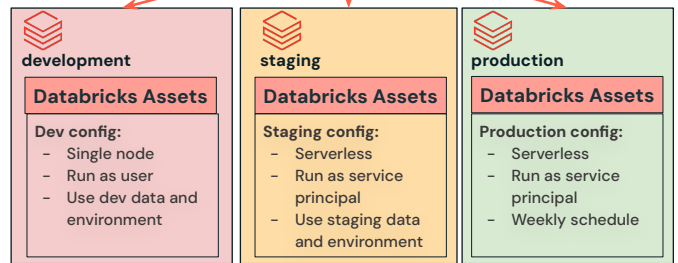 development
Databricks Assets
Dev config:
- Single node
- Run as user
- Use dev data and
environment
staging
Databricks Assets
Staging config:
- Serverless
- Run as service
principal
- Use staging data
and environment
production
Databricks Assets
Production config:
- Serverless
- Run as service
principal
- Weekly schedule